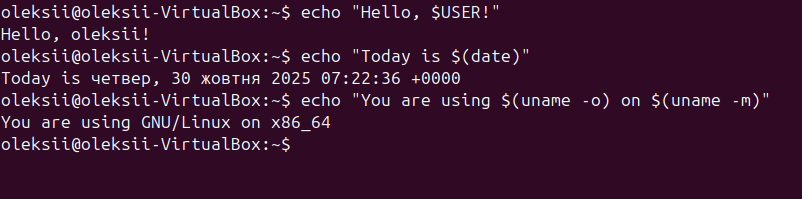 oleksii@oleksii-VirtualBox:~$ echo "Hello, $USER!"
Hello, oleksii!
oleksii@oleksii-VirtualBox:~$ echo "Today is $(date)"
Today is четвер, 30 жовтня 2025 07:22:36 +0000
oleksii@oleksii-VirtualBox:~$ echo "You are using $(uname -o) on $(uname -m)"
You are using GNU/Linux on x86_64
oleksii@oleksii-VirtualBox:~$